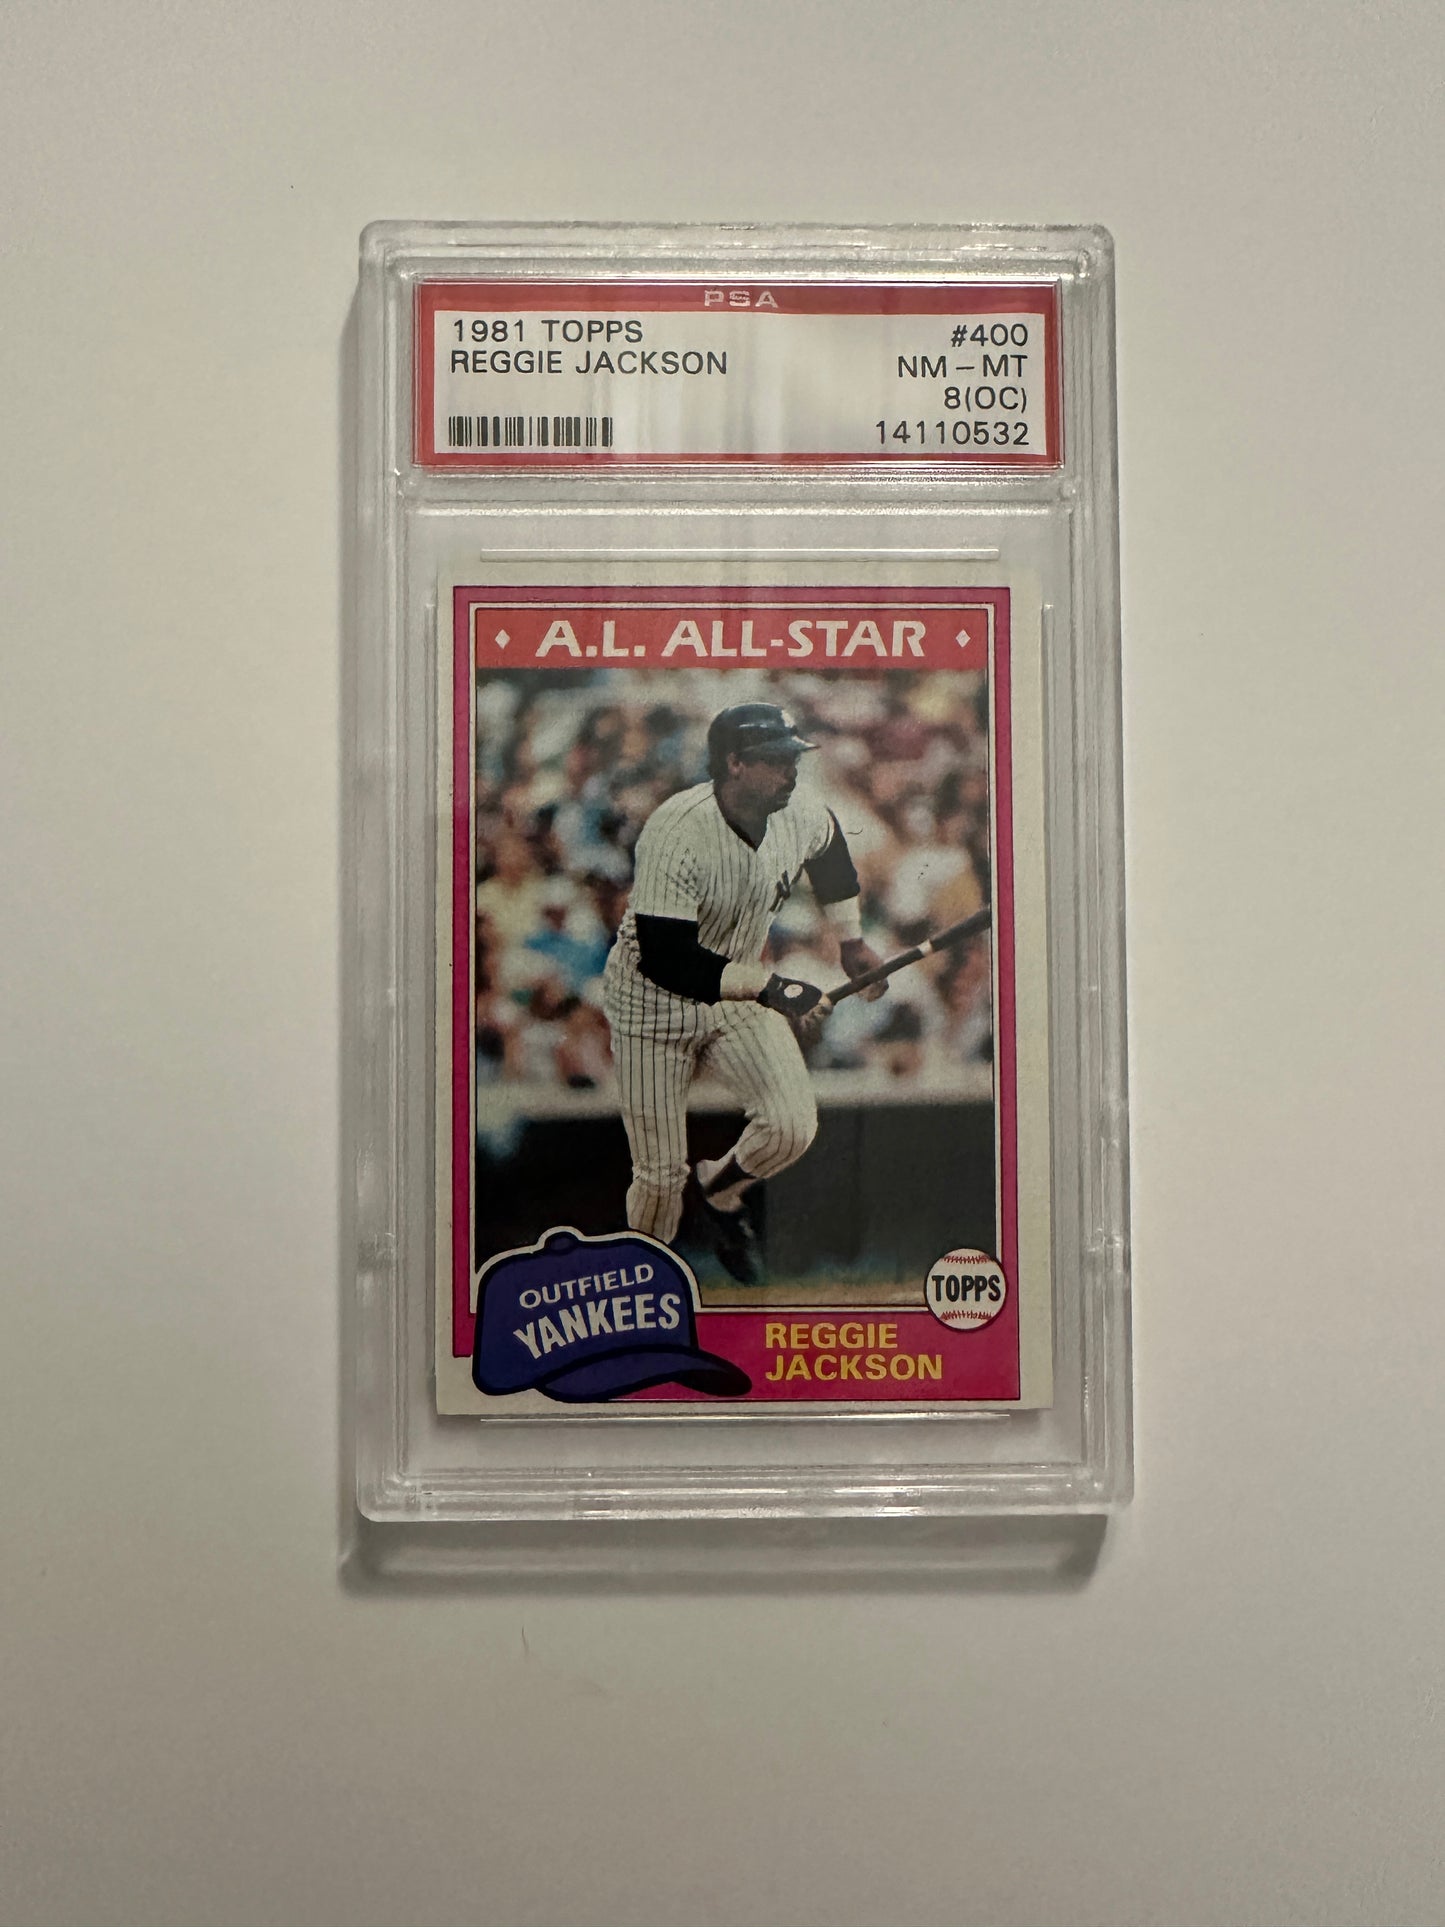 PSA
1981 TOPPS #400
REGGIE JACKSON NM-MT
8(OC)
14110532
A.L. ALL-STAR
OUTFIELD
YANKEES
TOPPS
REGGIE
JACKSON